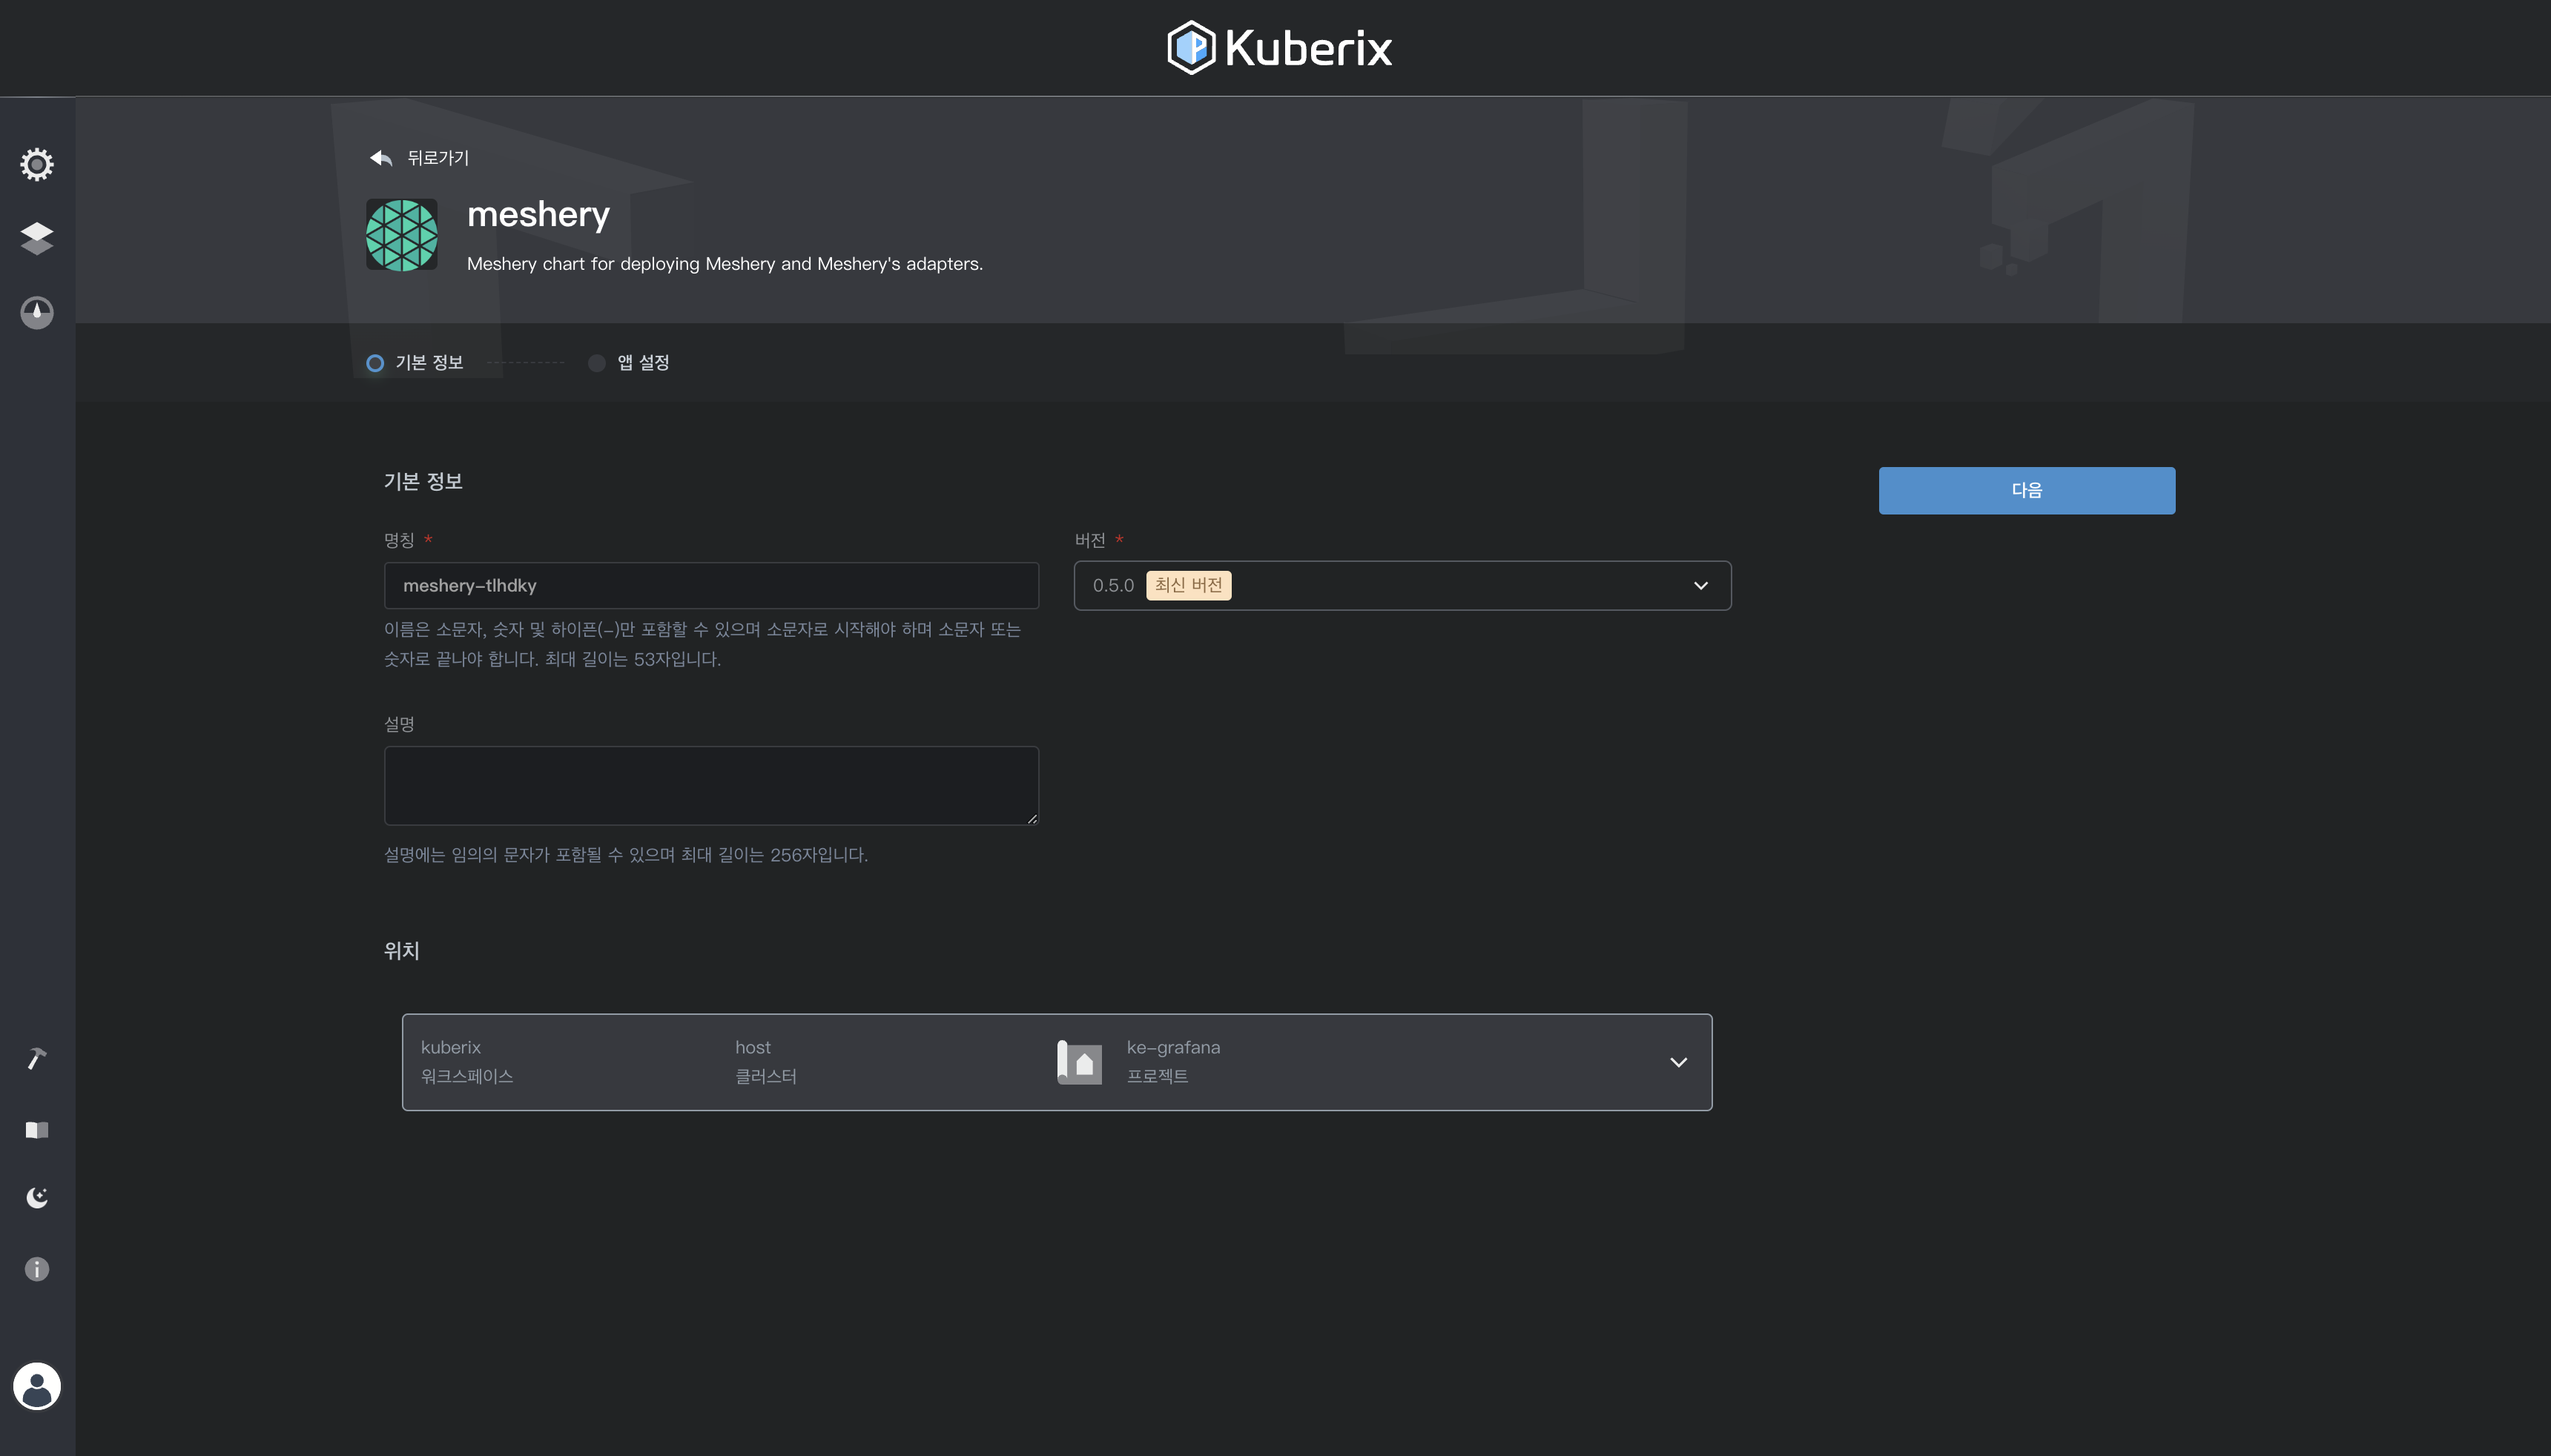 Kuberix
뒤로가기
meshery
Meshery chart for deploying Meshery and Meshery's adapters.
기본 정보
앱 설정
기본 정보
다음
명칭 *
버전 *
meshery-tlhdky
0.5.0 최신 버전
이름은 소문자, 숫자 및 하이픈(-)만 포함할 수 있으며 소문자로 시작해야 하며 소문자 또는
숫자로 끝나야 합니다. 최대 길이는 53자입니다.
설명
설명에는 임의의 문자가 포함될 수 있으며 최대 길이는 256자입니다.
위치
kuberix
워크스페이스
host
클러스터
ke-grafana
프로젝트